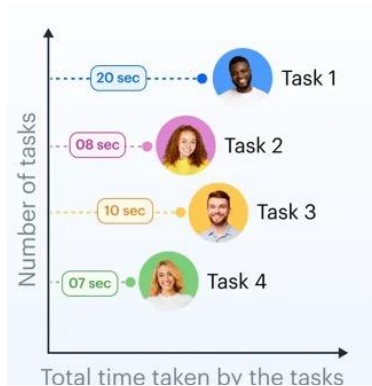 20 sec
Task 1
08 sec
Task 2
10 sec
Task 3
07 sec
Task 4
Number of tasks
Total time taken by the tasks